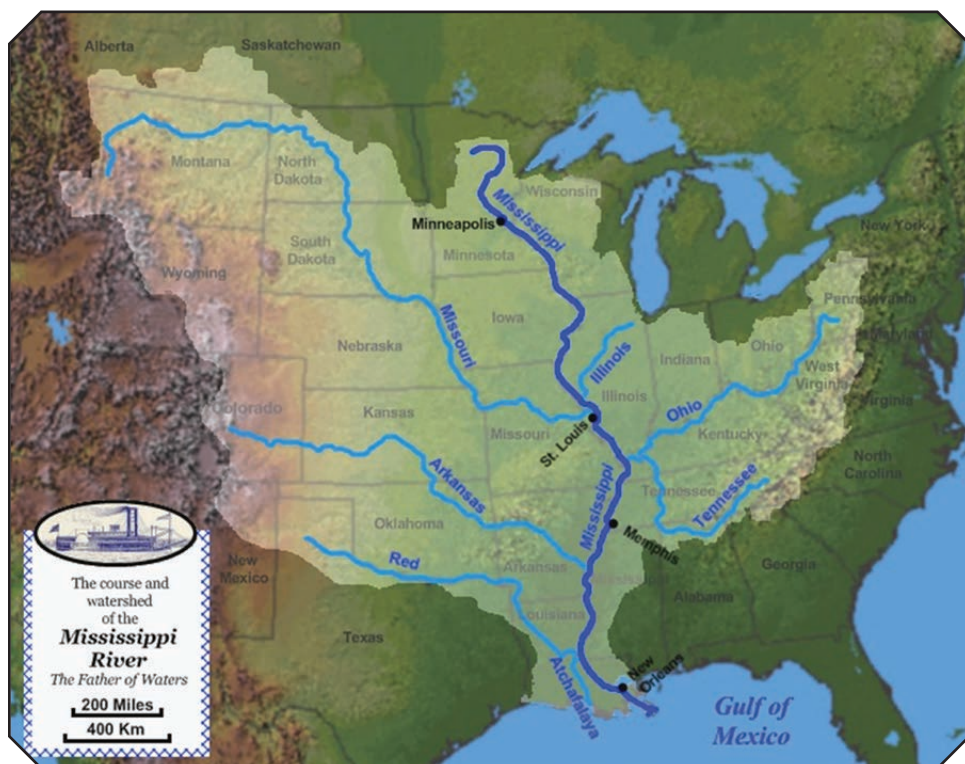 Alberta
Saskatchewan
Montana
North
Dakota
Wisconsin
Mississippi
Minneapolis
New York
South
Dakota
Minnesota
Wyoming
Pennsylvania
Iowa
Missouri
Maryland
Nebraska
Illinois
Indiana
Ohio
West
Virginia
Colorado
Kansas
Illinois
Ohio
Virginia
Missouri
St. Louis
Kentucky
North
Carolina
Arkansas
Mississippi
Tennessee
Tennessee
Oklahoma
Memphis
Red
Arkansas
Mississippi
Georgia
New
Mexico
Alabama
Louisiana
Texas
Atchafalaya
New
Orleans
Gulf of
Mexico
The course and
watershed
of the
Mississippi
River
The Father of Waters
200 Miles
400 Km